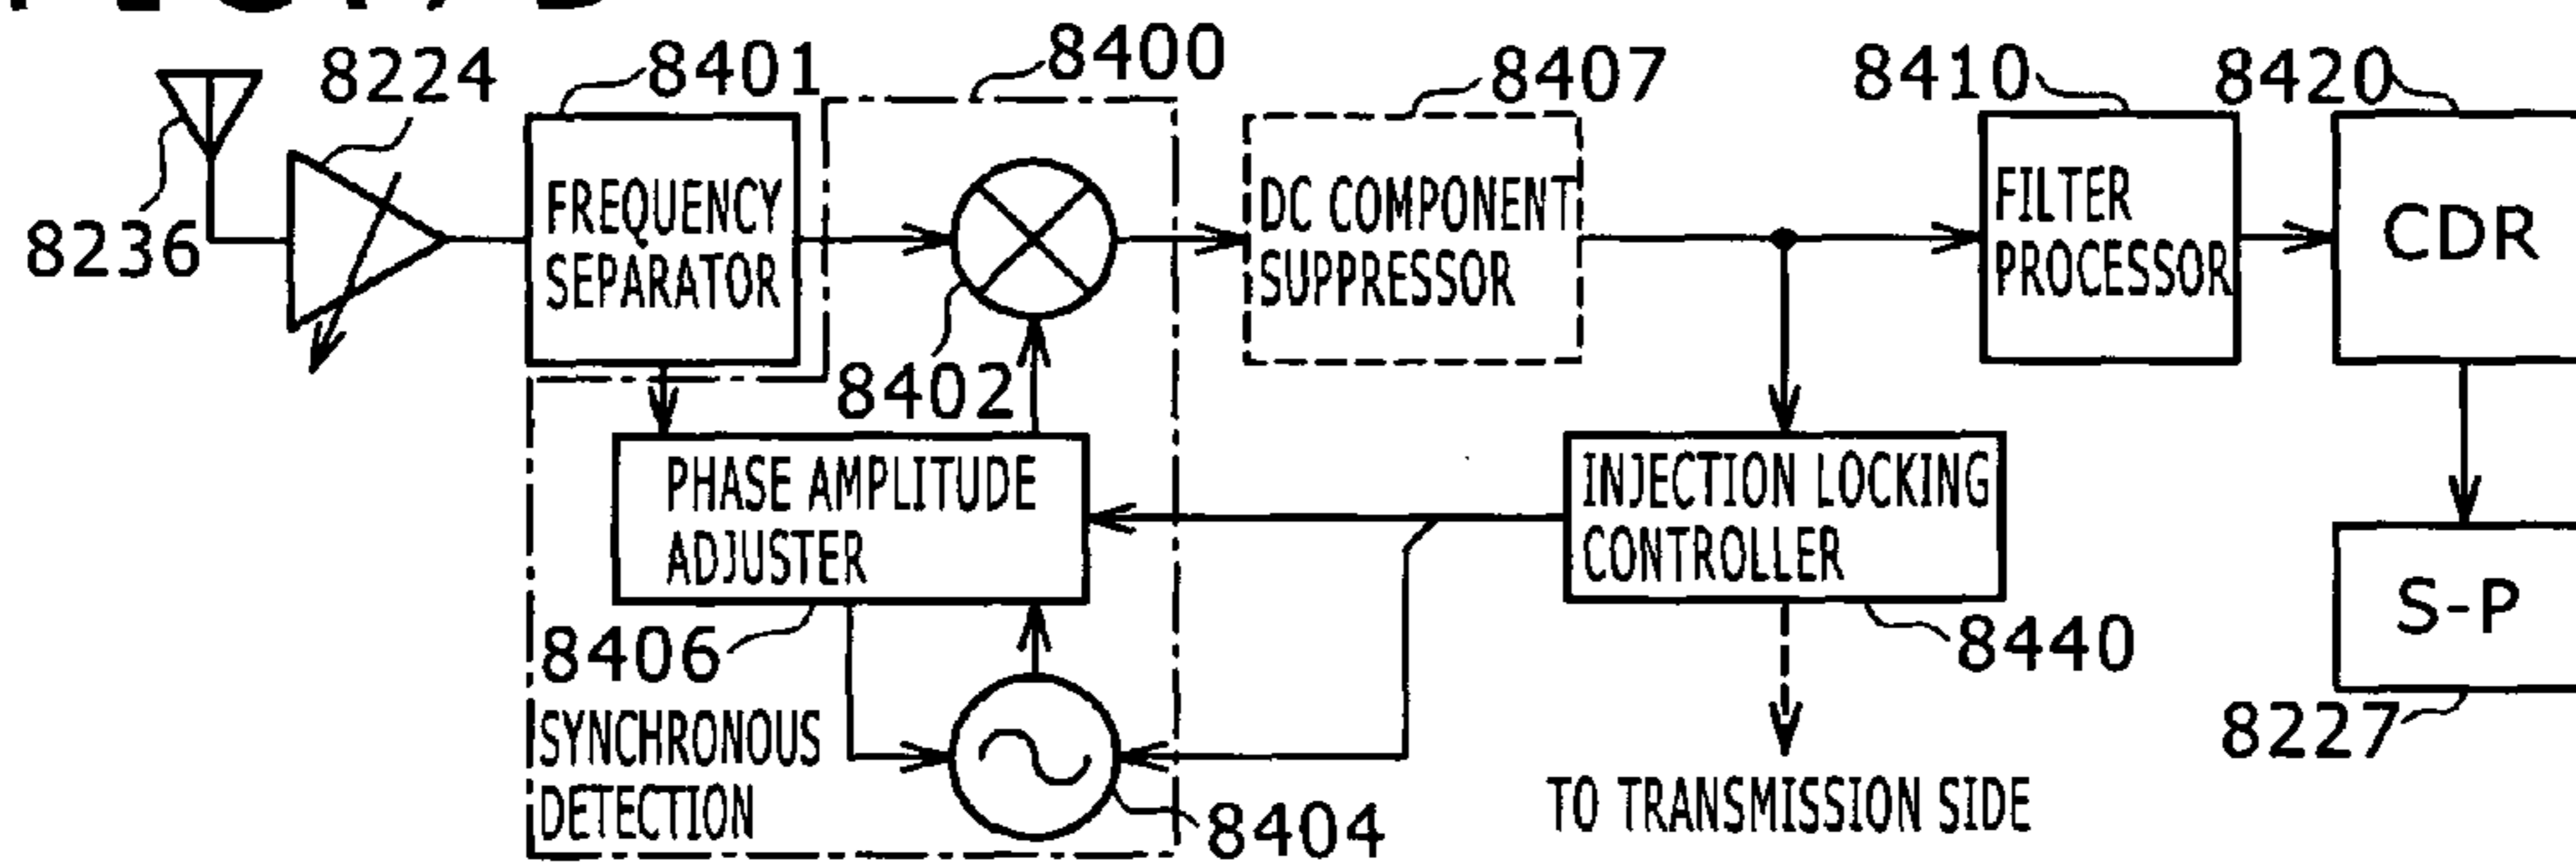 8224
8401
8400
8407
8410
8420
8236
FREQUENCY
SEPARATOR
8402
DC COMPONENT
SUPPRESSOR
FILTER
PROCESSOR
CDR
PHASE AMPLITUDE
ADJUSTER
INJECTION LOCKING
CONTROLLER
8406
8440
S-P
8227
SYNCHRONOUS
DETECTION
8404
TO TRANSMISSION SIDE